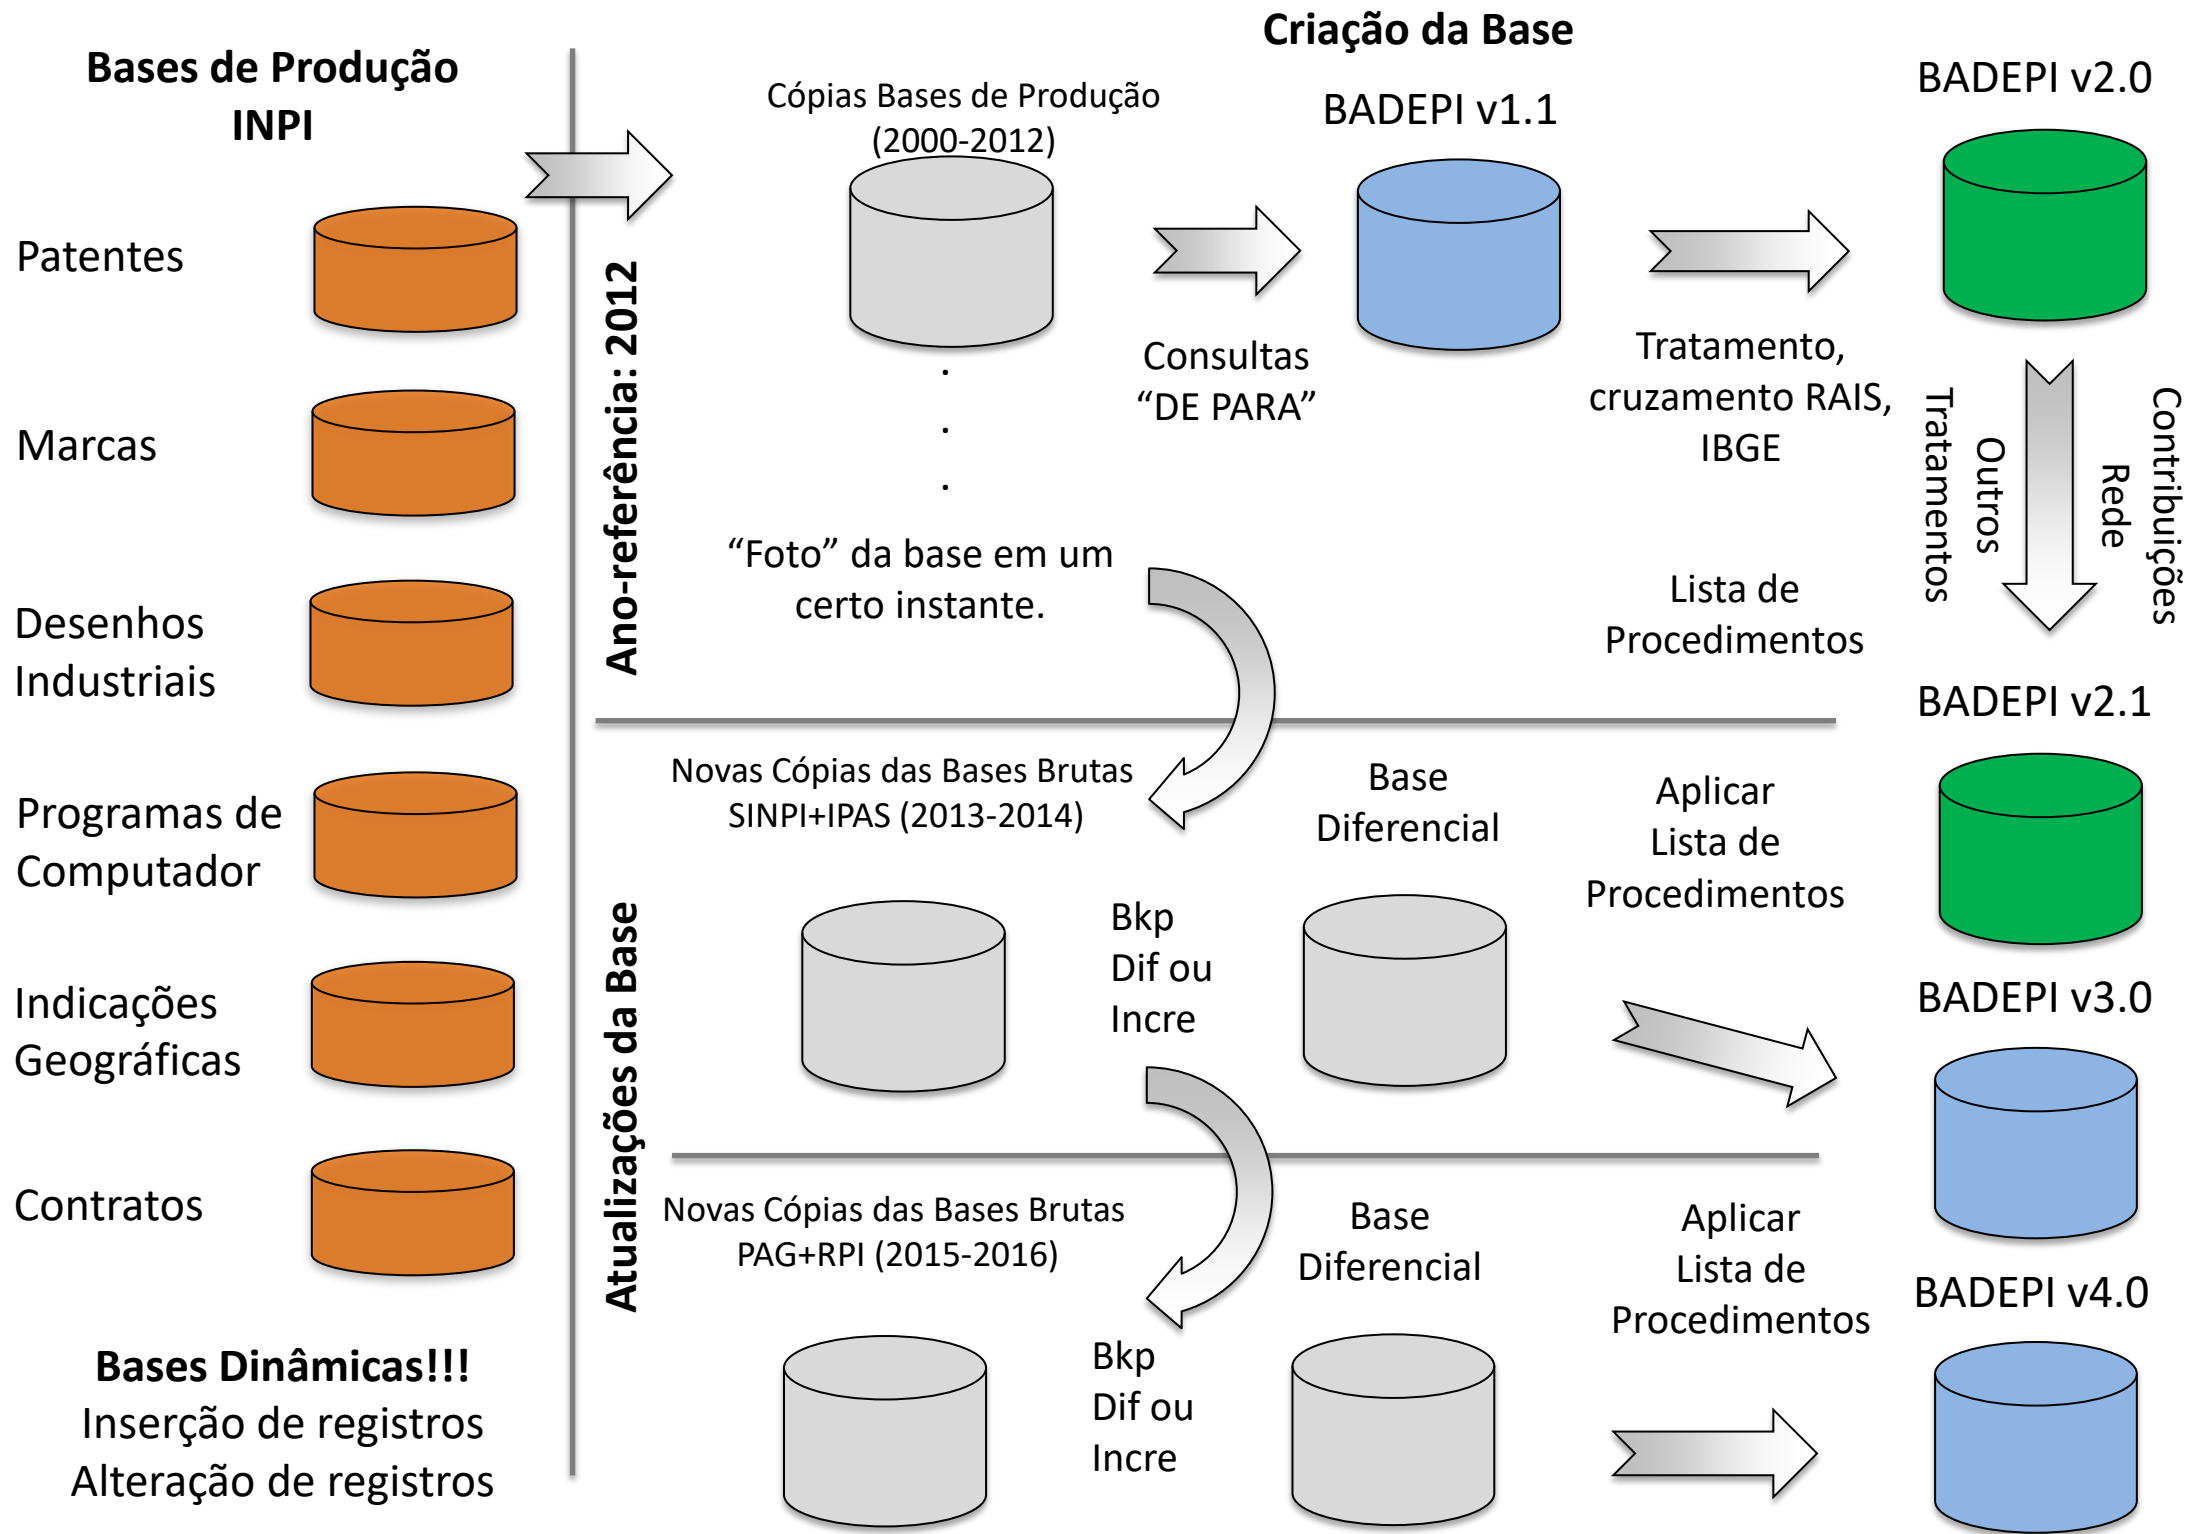 Bases de Produção
INPI
Patentes
Marcas
Desenhos
Industriais
Programas de
Computador
Indicações
Geográficas
Contratos
Bases Dinâmicas!!!
Inserção de registros
Alteração de registros
Criação da Base
Ano-referência: 2012
Cópias Bases de Produção
(2000-2012)
.
.
.
“Foto” da base em um
certo instante.
Consultas
“DE PARA”
BADEPI v1.1
Tratamento,
cruzamento RAIS,
IBGE
Lista de
Procedimentos
BADEPI v2.0
Contribuições
Rede
Outros
Tratamentos
BADEPI v2.1
Atualizações da Base
Novas Cópias das Bases Brutas
SINPI+IPAS (2013-2014)
Bkp
Dif ou
Incre
Base
Diferencial
Aplicar
Lista de
Procedimentos
BADEPI v3.0
Novas Cópias das Bases Brutas
PAG+RPI (2015-2016)
Bkp
Dif ou
Incre
Base
Diferencial
Aplicar
Lista de
Procedimentos
BADEPI v4.0